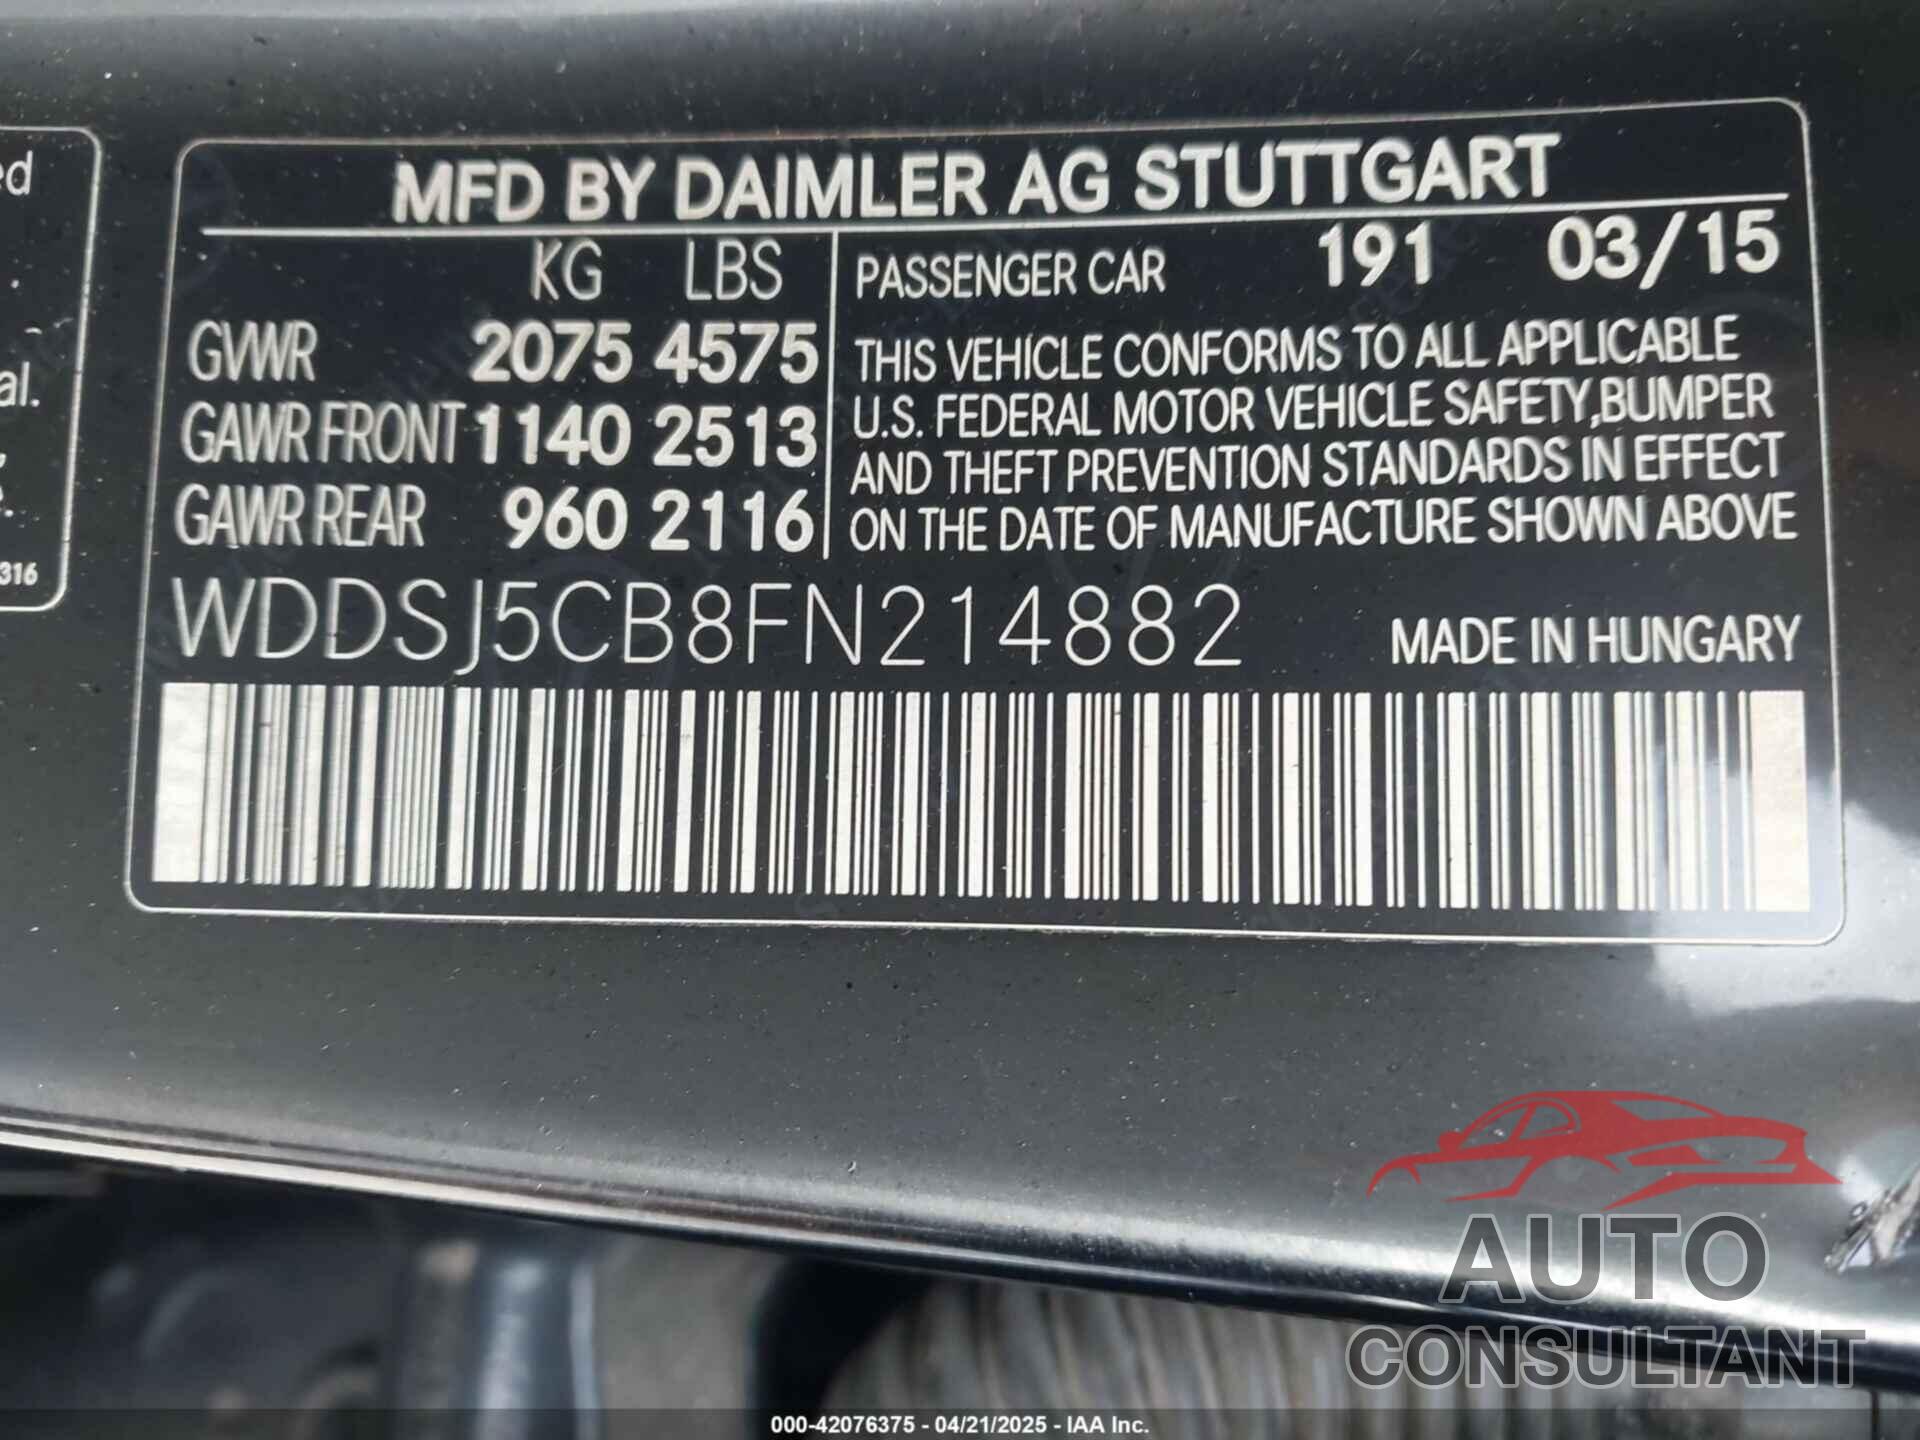 MFD BY DAIMLER AG STUTTGART
KG LBS
GVWR 2075 4575
GAWR FRONT 1140 2513
GAWR REAR 960 2116
PASSENGER CAR 191 03/15
THIS VEHICLE CONFORMS TO ALL APPLICABLE
U.S. FEDERAL MOTOR VEHICLE SAFETY,BUMPER
AND THEFT PREVENTION STANDARDS IN EFFECT
ON THE DATE OF MANUFACTURE SHOWN ABOVE
WDDSJ5CB8FN214882 MADE IN HUNGARY
316
AUTO
CONSULTANT
000-42076375 - 04/21/2025 - IAA Inc.